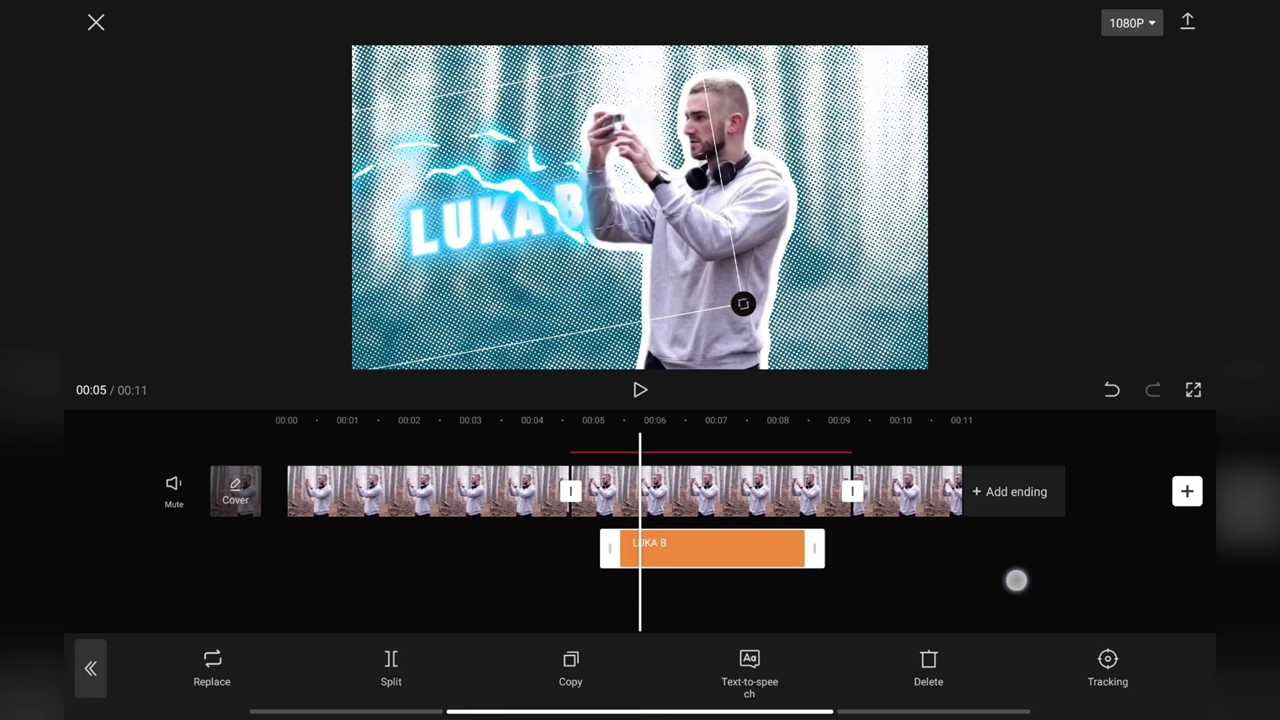 1080P
LUKA B
00:05 / 00:11
00:00 00:01 00:02 00:03 00:04 00:05 00:06 00:07 00:08 00:09 00:10 00:11
Mute
Cover
+ Add ending
LUKA B
Replace
Split
Copy
Text-to-spee
ch
Delete
Tracking